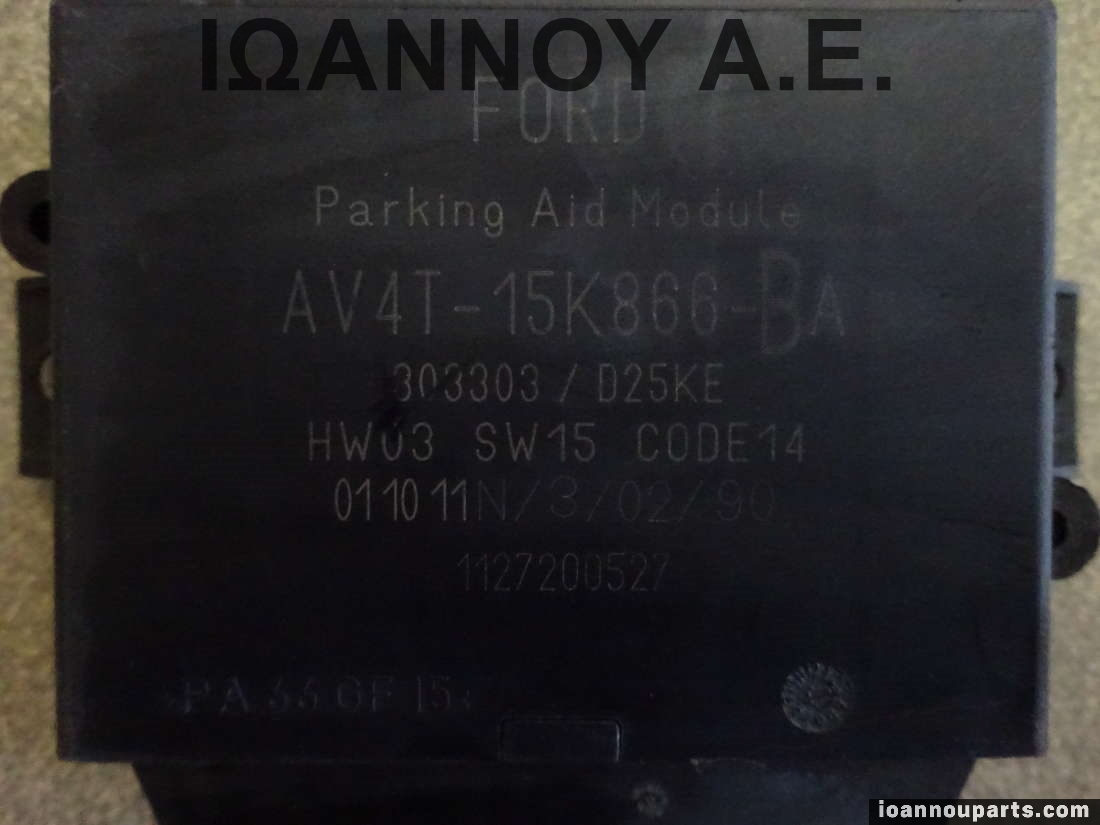 ΙΩΑΝΝΟΥ Α.Ε.
FORD
Parking Aid Module
AV4T-15K866-BA
303303 / D25KE
HW03 SW15 CODE14
011011N/3/02/90
1127200527
>PA66GF15<
ioannouparts.com